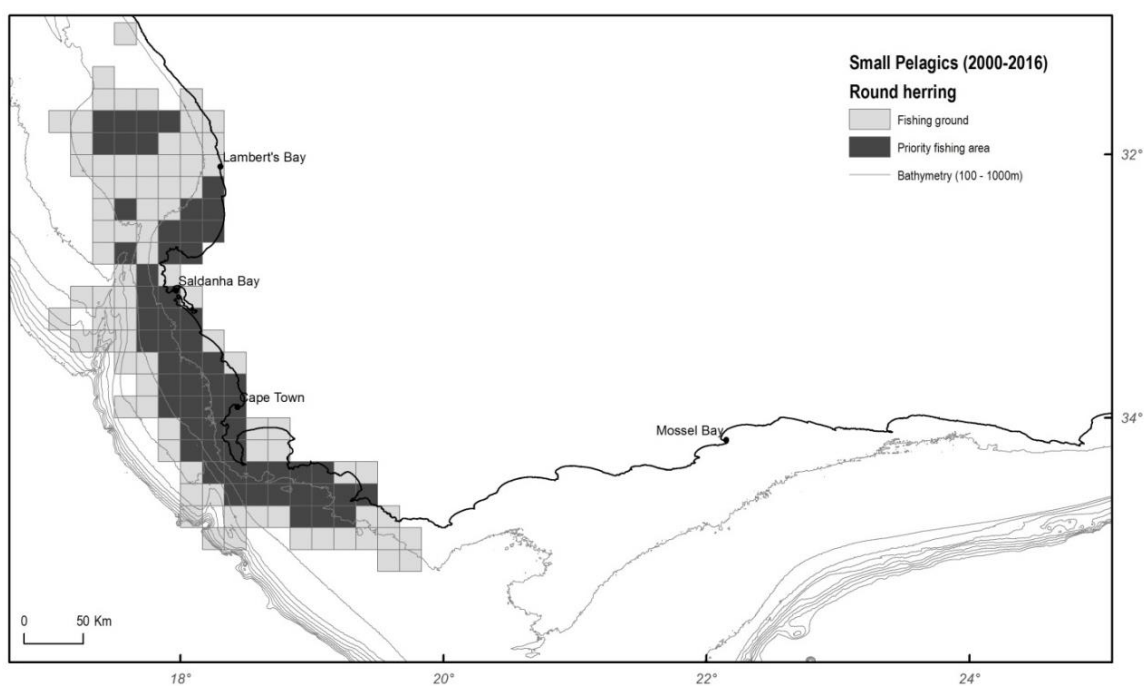 Small Pelagics (2000-2016)
Round herring
Fishing ground
Priority fishing area
Bathymetry (100 - 1000m)
32°
Lambert's Bay
Saldanha Bay
Cape Town
34°
Mossel Bay
0 50 Km
18° 20° 22° 24°